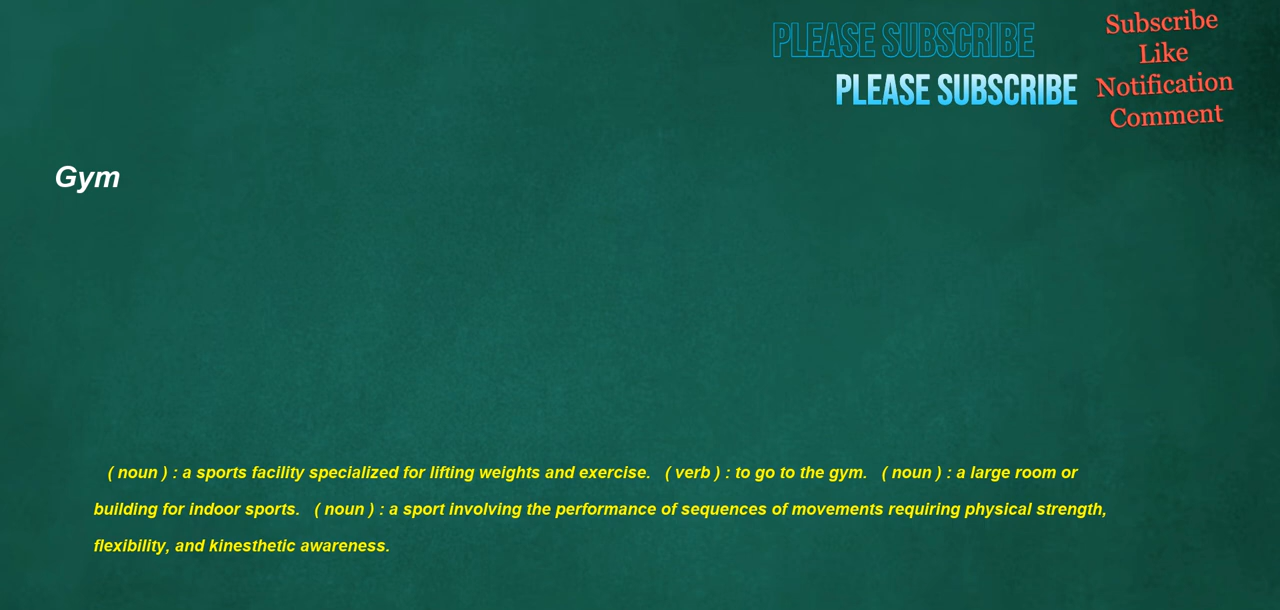 PLEASE SUBSCRIBE
PLEASE SUBSCRIBE
Subscribe
Like
Notification
Comment
Gym
( noun ) : a sports facility specialized for lifting weights and exercise. ( verb ) : to go to the gym. ( noun ) : a large room or
building for indoor sports. ( noun ) : a sport involving the performance of sequences of movements requiring physical strength,
flexibility, and kinesthetic awareness.